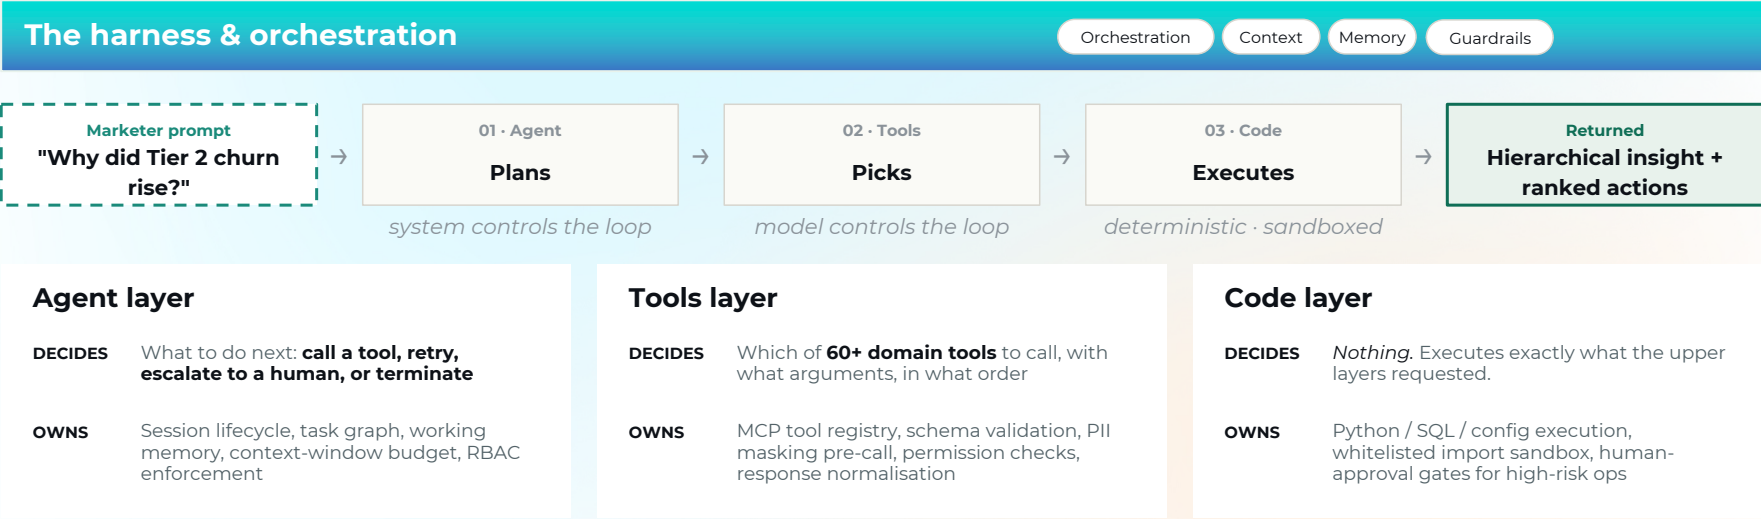 The harness & orchestration
Orchestration
Context
Memory
Guardrails
Marketer prompt
"Why did Tier 2 churn
rise?"
→
01 · Agent
Plans
system controls the loop
→
02 · Tools
Picks
model controls the loop
→
03 · Code
Executes
deterministic · sandboxed
→
Returned
Hierarchical insight +
ranked actions
Agent layer
DECIDES
What to do next: call a tool, retry,
escalate to a human, or terminate
OWNS
Session lifecycle, task graph, working
memory, context-window budget, RBAC
enforcement
Tools layer
DECIDES
Which of 60+ domain tools to call, with
what arguments, in what order
OWNS
MCP tool registry, schema validation, PII
masking pre-call, permission checks,
response normalisation
Code layer
DECIDES
Nothing. Executes exactly what the upper
layers requested.
OWNS
Python / SQL / config execution,
whitelisted import sandbox, human-
approval gates for high-risk ops